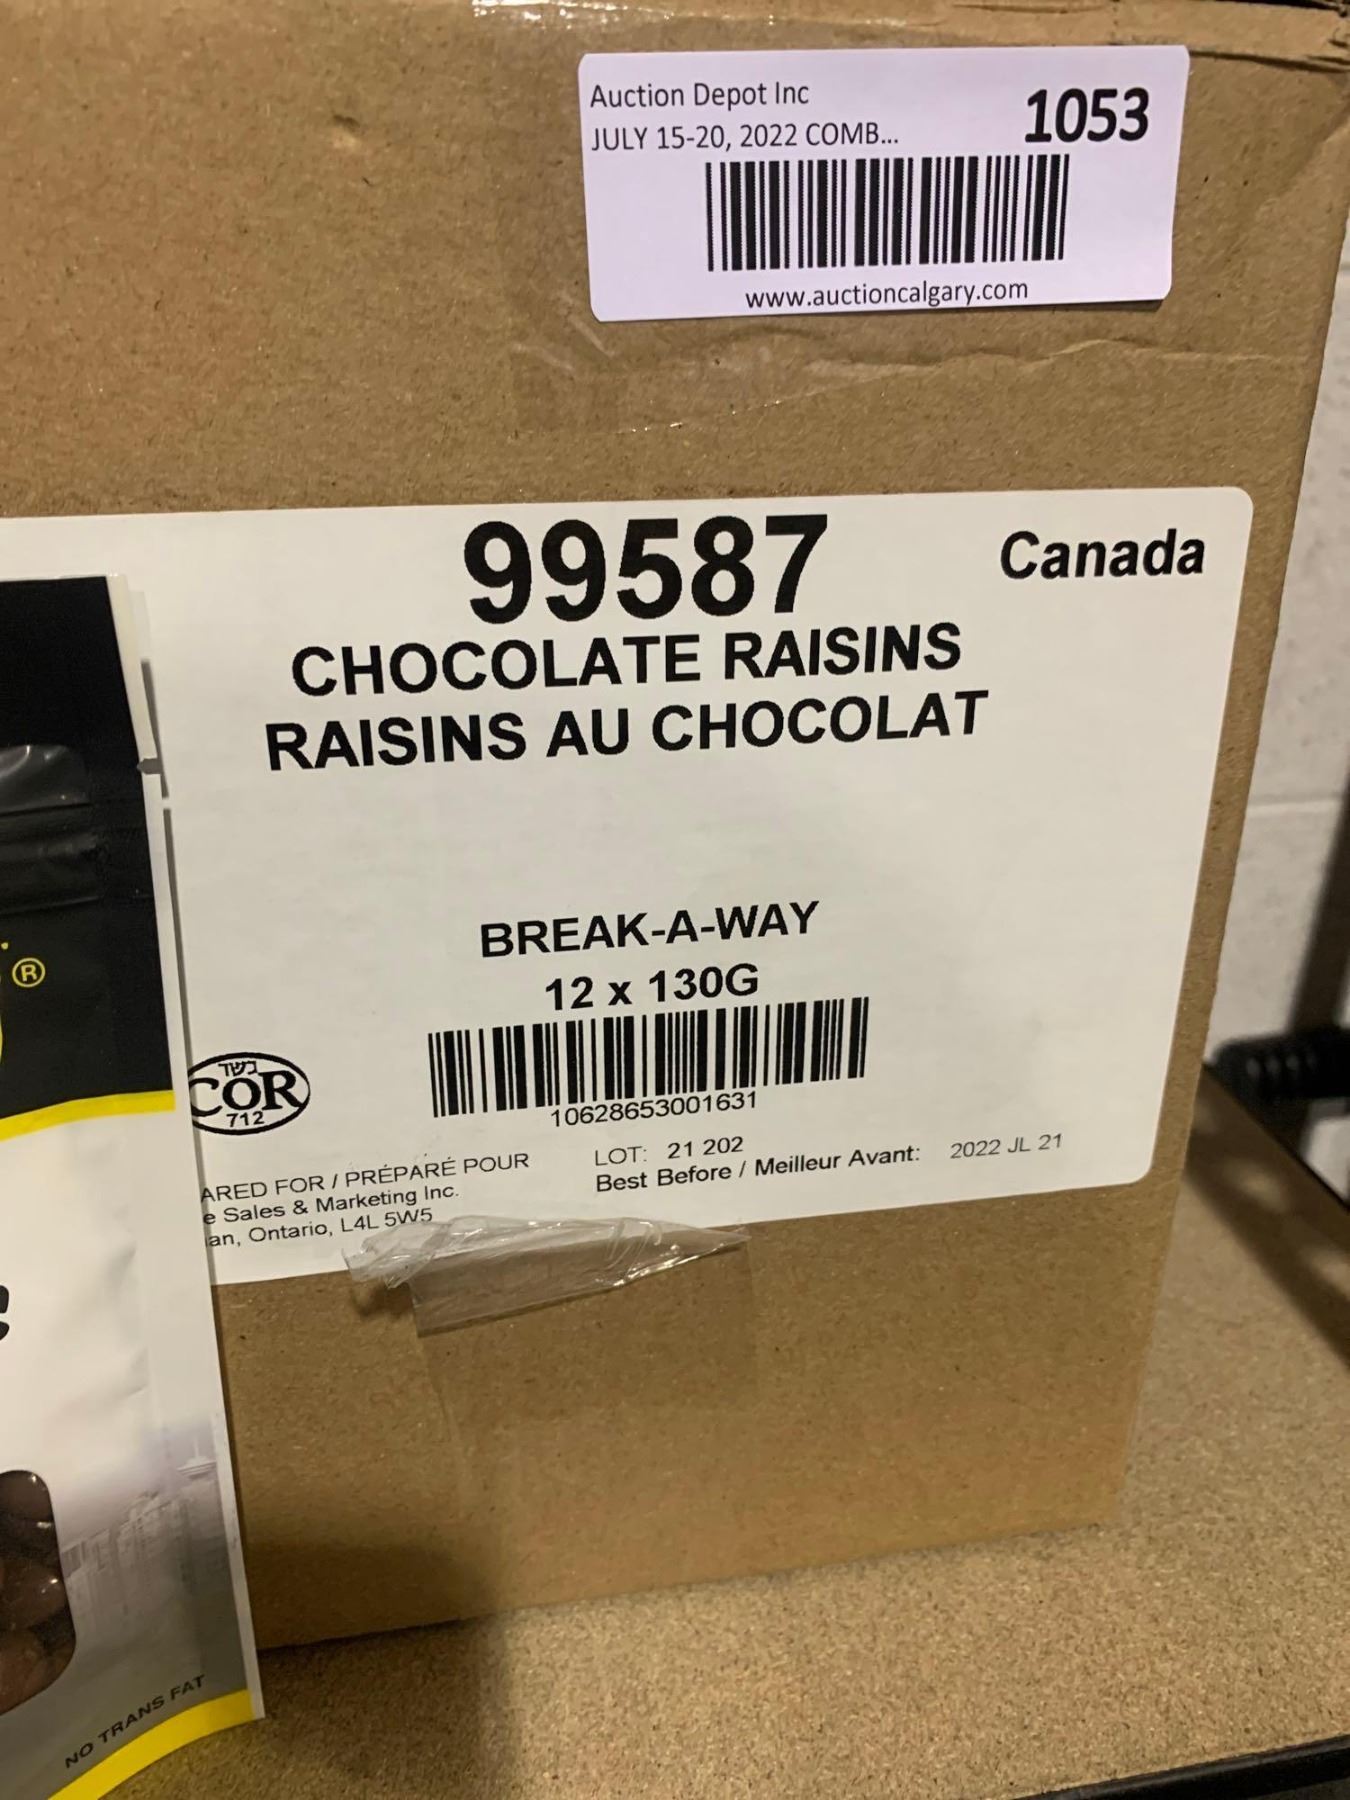 Auction Depot Inc
1053
JULY 15-20, 2022 COMB...
www.auctioncalgary.com
99587
Canada
CHOCOLATE RAISINS
RAISINS AU CHOCOLAT
BREAK-A-WAY
12 x 130G
10628653001631
כשר
COR
712
ARED FOR / PRÉPARÉ POUR
e Sales & Marketing Inc.
an, Ontario, L4L 5W5
LOT: 21 202
Best Before / Meilleur Avant: 2022 JL 21
®
NO TRANS FAT